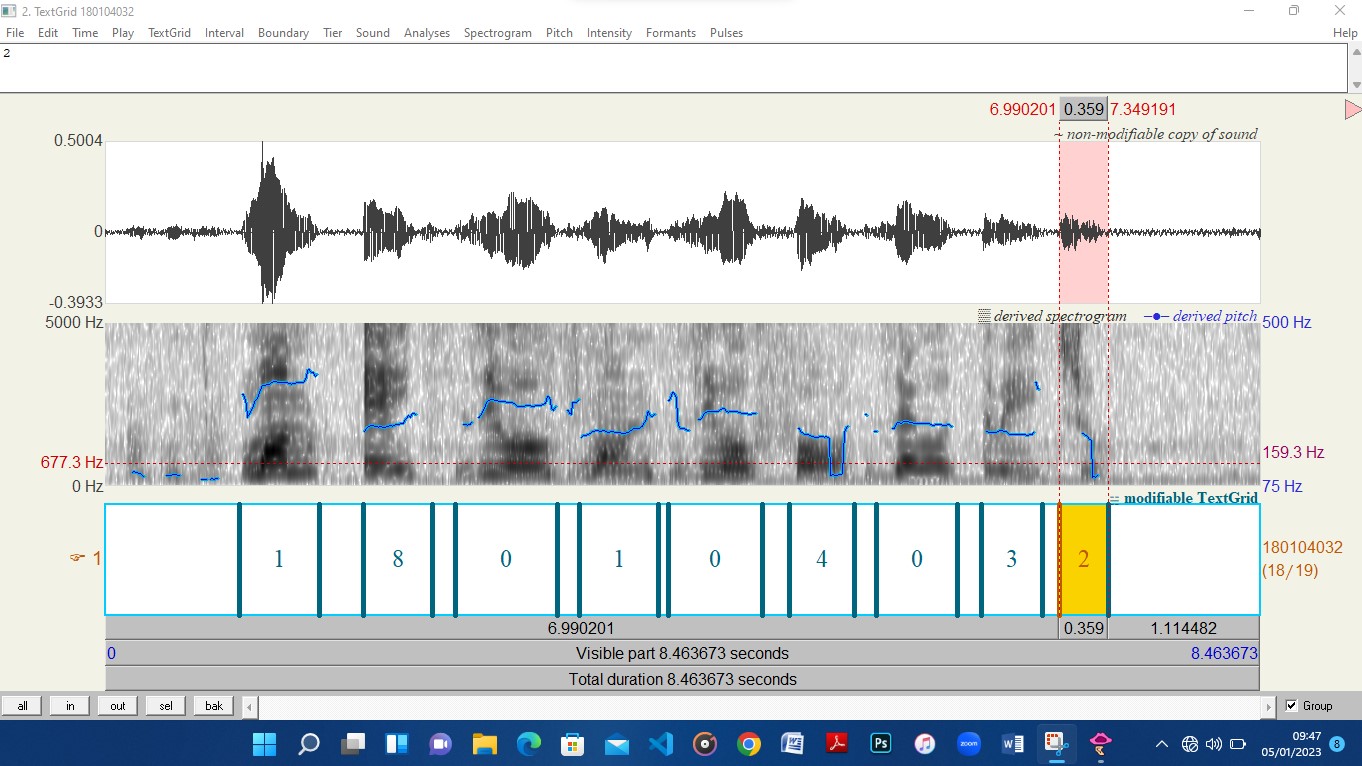 2. TextGrid 180104032
File Edit Time Play TextGrid Interval Boundary Tier Sound Analyses Spectrogram Pitch Intensity Formants Pulses Help
2
6.990201 0.359 7.349191
~ non-modifiable copy of sound
0.5004
0
-0.3933
5000 Hz
derived spectrogram derived pitch 500 Hz
677.3 Hz 159.3 Hz
0 Hz 75 Hz
modifiable TextGrid
☞ 1 1 8 0 1 0 4 0 3 2 180104032
(18/19)
6.990201 0.359 1.114482
0 Visible part 8.463673 seconds 8.463673
Total duration 8.463673 seconds
all in out sel bak Group
zoom Ps W
09:47
05/01/2023 8